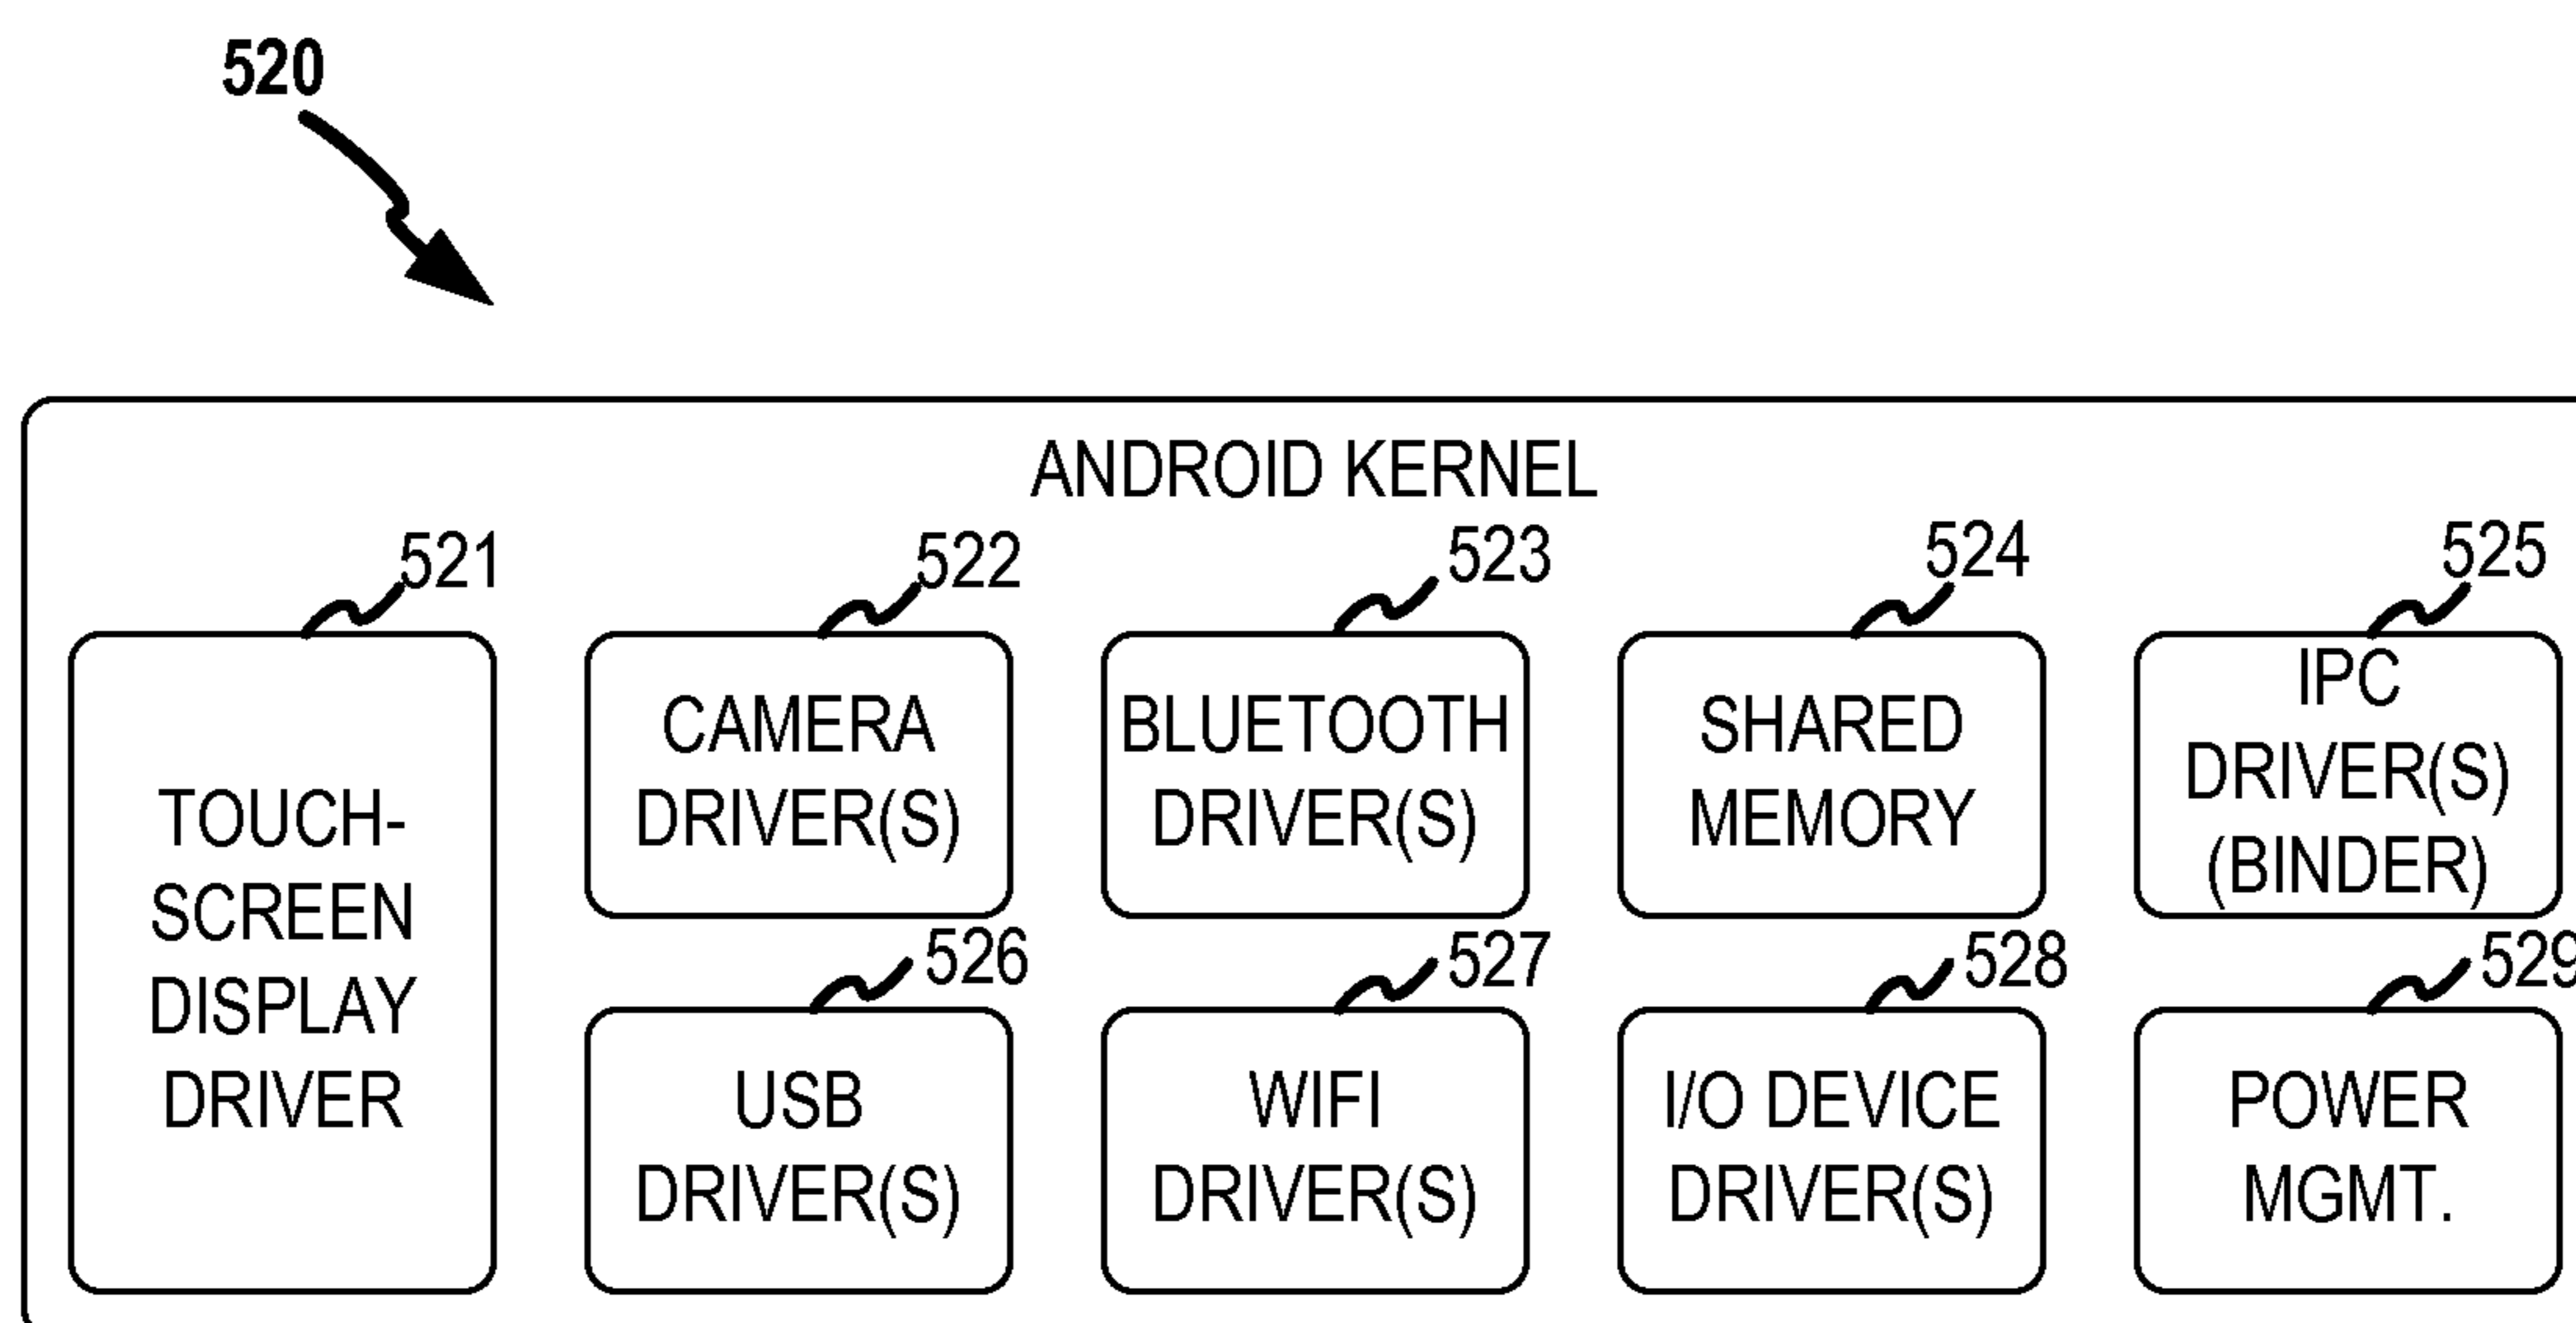 520
ANDROID KERNEL
521
522
523
524
525
TOUCH-
SCREEN
DISPLAY
DRIVER
CAMERA
DRIVER(S)
BLUETOOTH
DRIVER(S)
SHARED
MEMORY
IPC
DRIVER(S)
(BINDER)
526
527
528
529
USB
DRIVER(S)
WIFI
DRIVER(S)
I/O DEVICE
DRIVER(S)
POWER
MGMT.